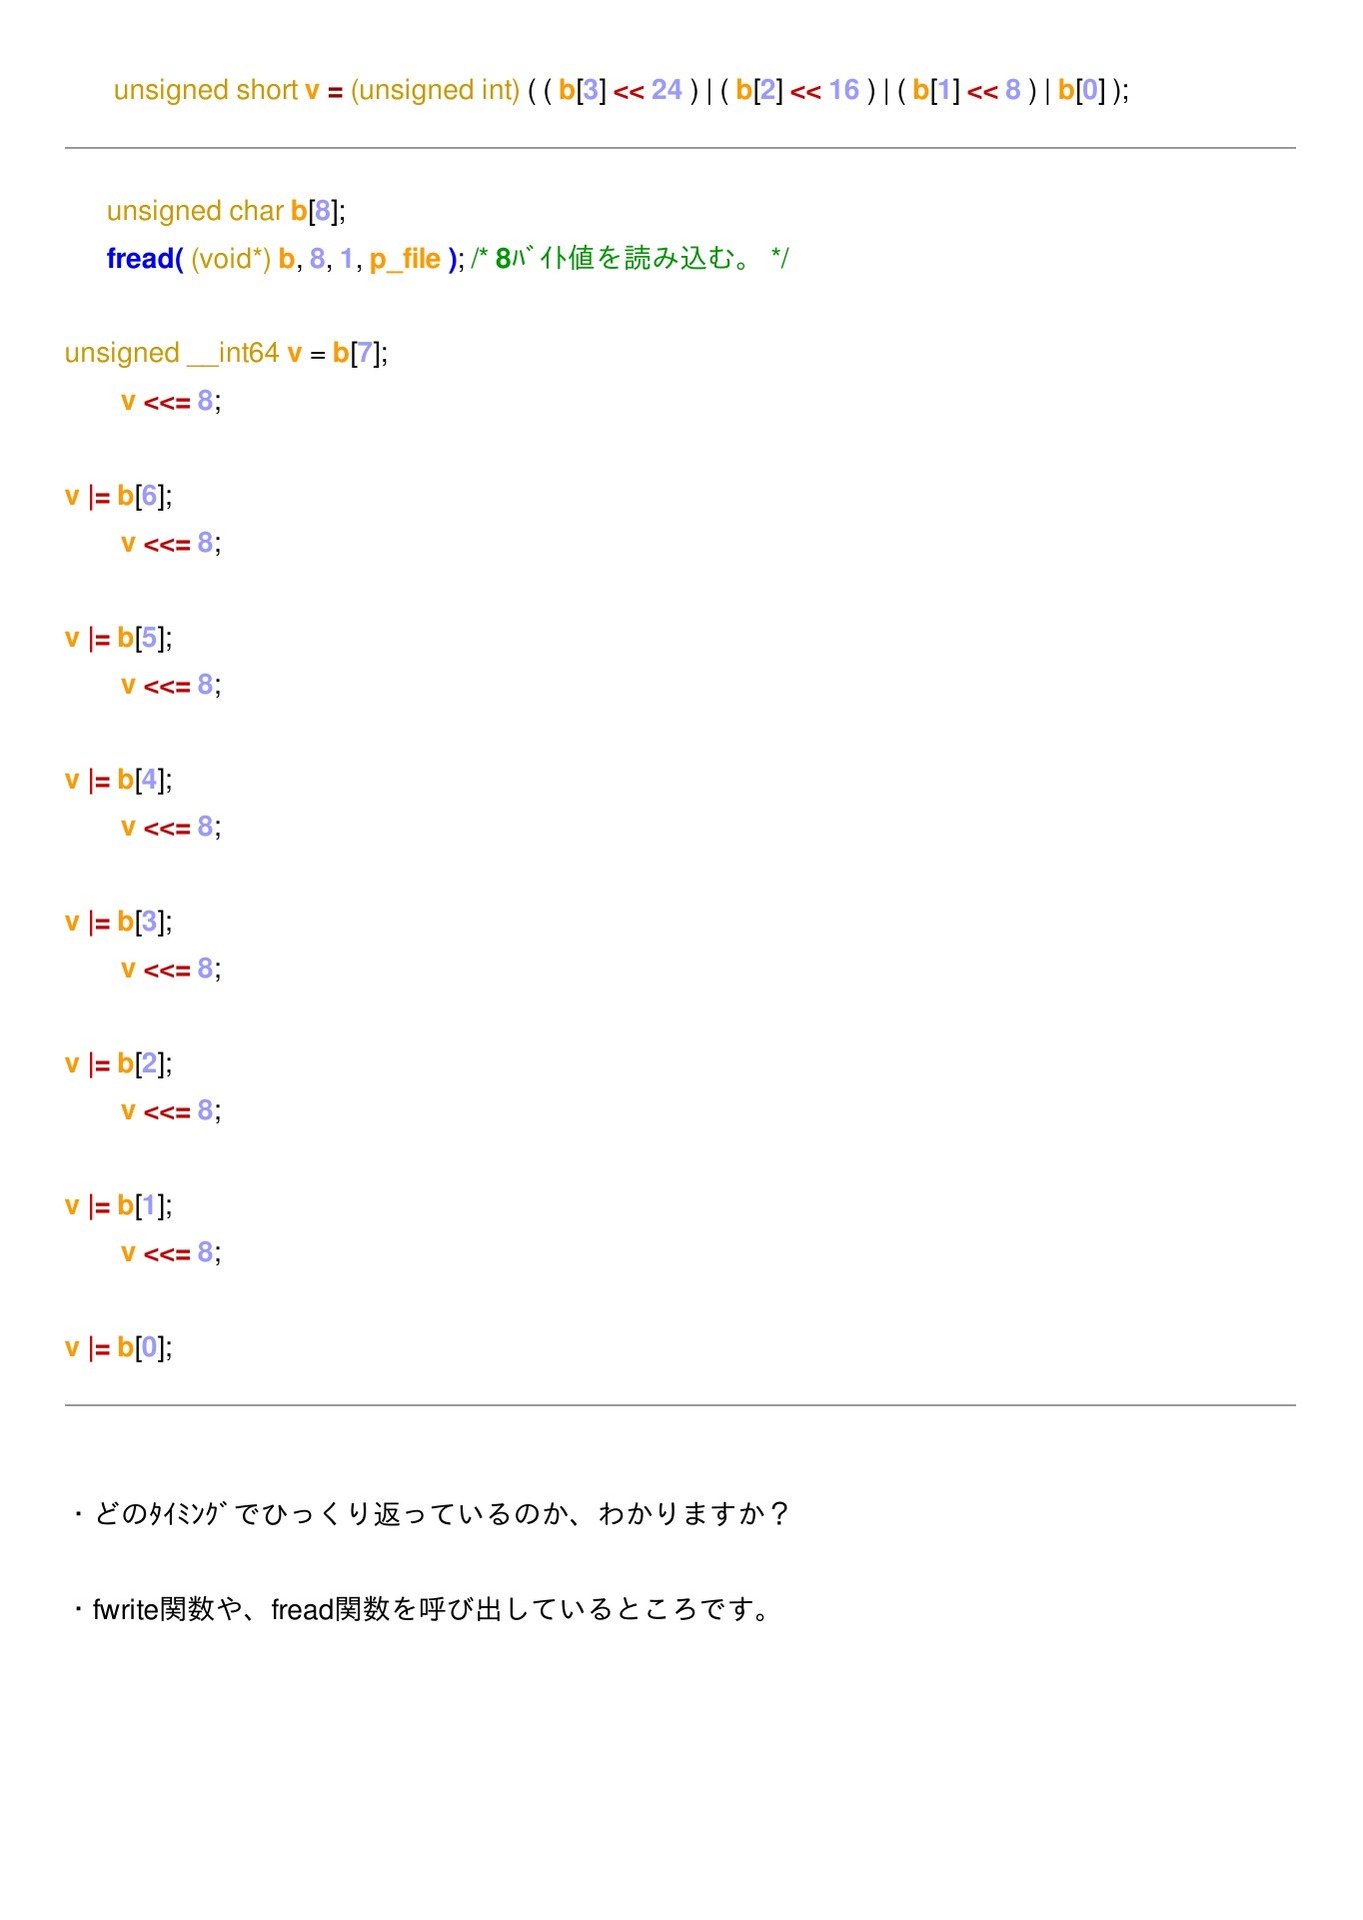 unsigned short v = (unsigned int) ( ( b[3] << 24 ) | ( b[2] << 16 ) | ( b[1] << 8 ) | b[0] );
unsigned char b[8];
fread( (void*) b, 8, 1, p_file ); /* 8ﾊﾞｲﾄ値を読み込む。 */
unsigned __int64 v = b[7];
v <<= 8;
v |= b[6];
v <<= 8;
v |= b[5];
v <<= 8;
v |= b[4];
v <<= 8;
v |= b[3];
v <<= 8;
v |= b[2];
v <<= 8;
v |= b[1];
v <<= 8;
v |= b[0];
・どのﾀｲﾐﾝｸﾞでひっくり返っているのか、わかりますか？
・fwrite関数や、fread関数を呼び出しているところです。